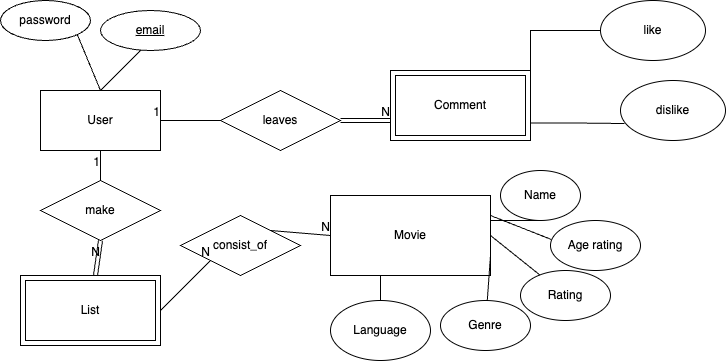 password
email
like
User
1
leaves
N
Comment
dislike
1
make
N
List
consist_of
N
N
Movie
Name
Age rating
Rating
Genre
Language